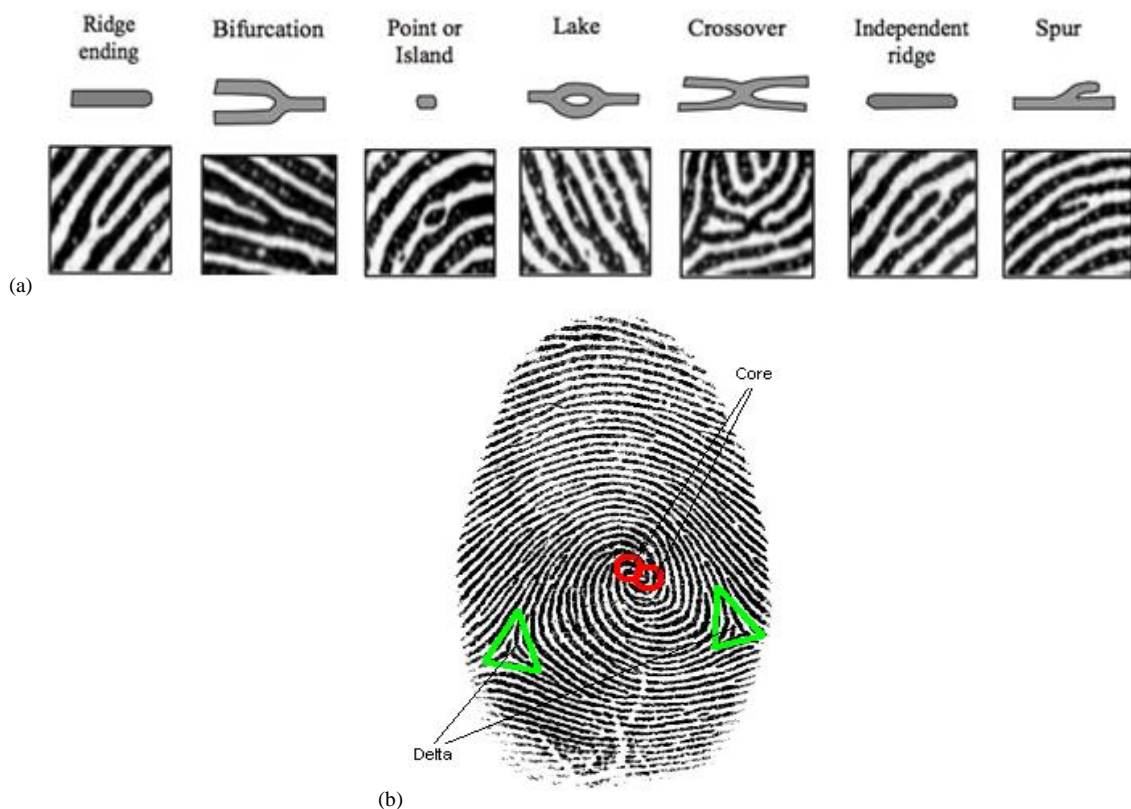 Ridge
ending
Bifurcation
Point or
Island
Lake
Crossover
Independent
ridge
Spur
(a)
Core
Delta
(b)